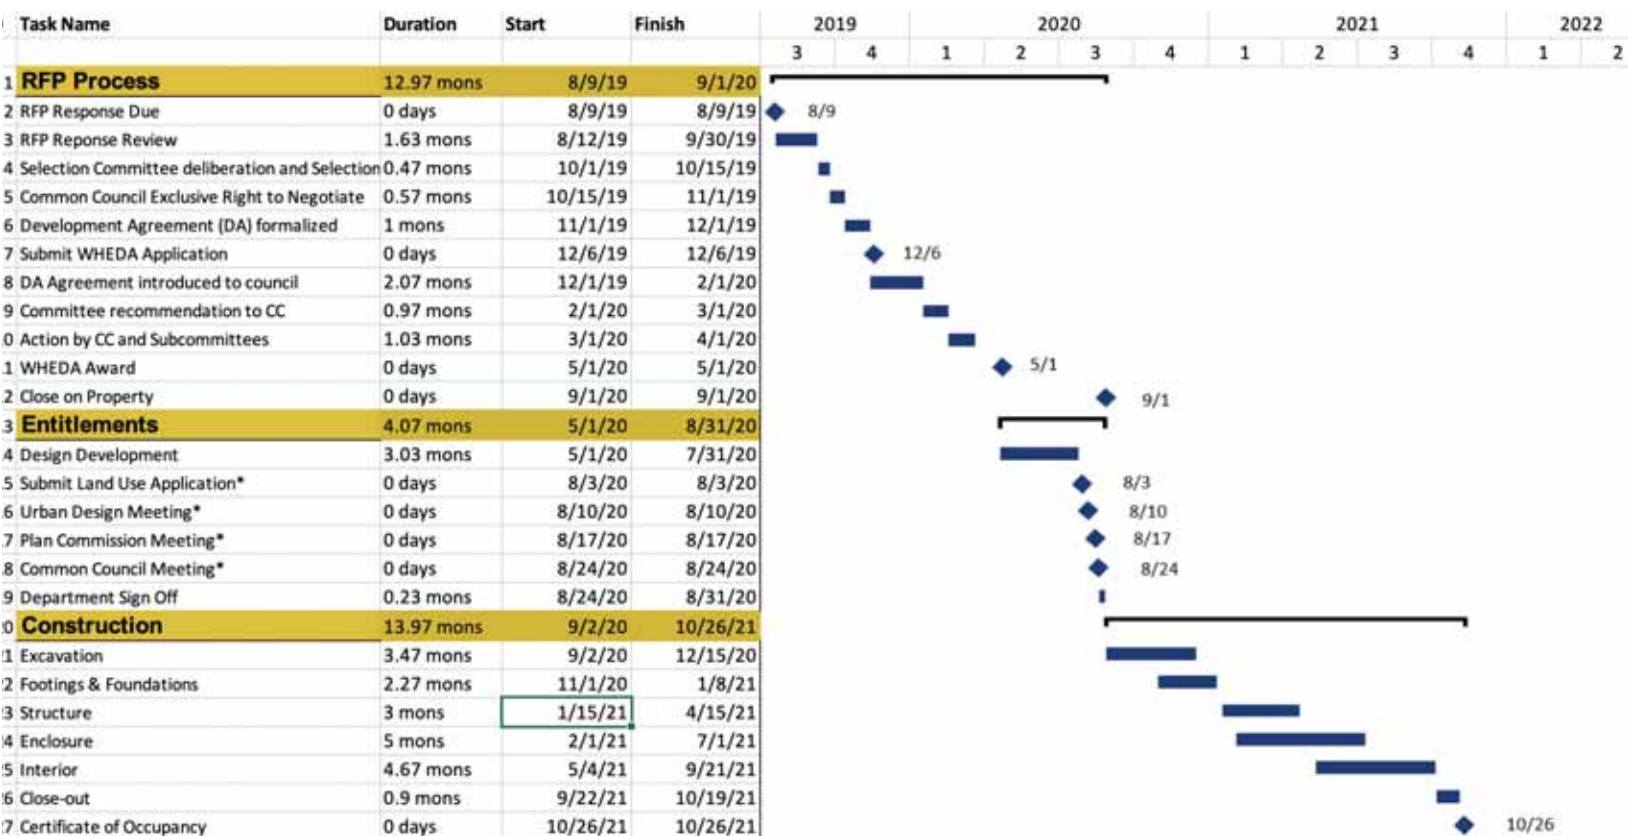 Task Name Duration Start Finish 2019 2020 2021 2022
3 4 1 2 3 4 1 2 3 4 1 2
1 RFP Process 12.97 mons 8/9/19 9/1/20
2 RFP Response Due 0 days 8/9/19 8/9/19 8/9
3 RFP Reponse Review 1.63 mons 8/12/19 9/30/19
4 Selection Committee deliberation and Selection 0.47 mons 10/1/19 10/15/19
5 Common Council Exclusive Right to Negotiate 0.57 mons 10/15/19 11/1/19
6 Development Agreement (DA) formalized 1 mons 11/1/19 12/1/19
7 Submit WHEDA Application 0 days 12/6/19 12/6/19 12/6
8 DA Agreement introduced to council 2.07 mons 12/1/19 2/1/20
9 Committee recommendation to CC 0.97 mons 2/1/20 3/1/20
0 Action by CC and Subcommittees 1.03 mons 3/1/20 4/1/20
1 WHEDA Award 0 days 5/1/20 5/1/20 5/1
2 Close on Property 0 days 9/1/20 9/1/20 9/1
3 Entitlements 4.07 mons 5/1/20 8/31/20
4 Design Development 3.03 mons 5/1/20 7/31/20
5 Submit Land Use Application* 0 days 8/3/20 8/3/20 8/3
6 Urban Design Meeting* 0 days 8/10/20 8/10/20 8/10
7 Plan Commission Meeting* 0 days 8/17/20 8/17/20 8/17
8 Common Council Meeting* 0 days 8/24/20 8/24/20 8/24
9 Department Sign Off 0.23 mons 8/24/20 8/31/20
0 Construction 13.97 mons 9/2/20 10/26/21
1 Excavation 3.47 mons 9/2/20 12/15/20
2 Footings & Foundations 2.27 mons 11/1/20 1/8/21
3 Structure 3 mons 1/15/21 4/15/21
4 Enclosure 5 mons 2/1/21 7/1/21
5 Interior 4.67 mons 5/4/21 9/21/21
6 Close-out 0.9 mons 9/22/21 10/19/21
7 Certificate of Occupancy 0 days 10/26/21 10/26/21 10/26